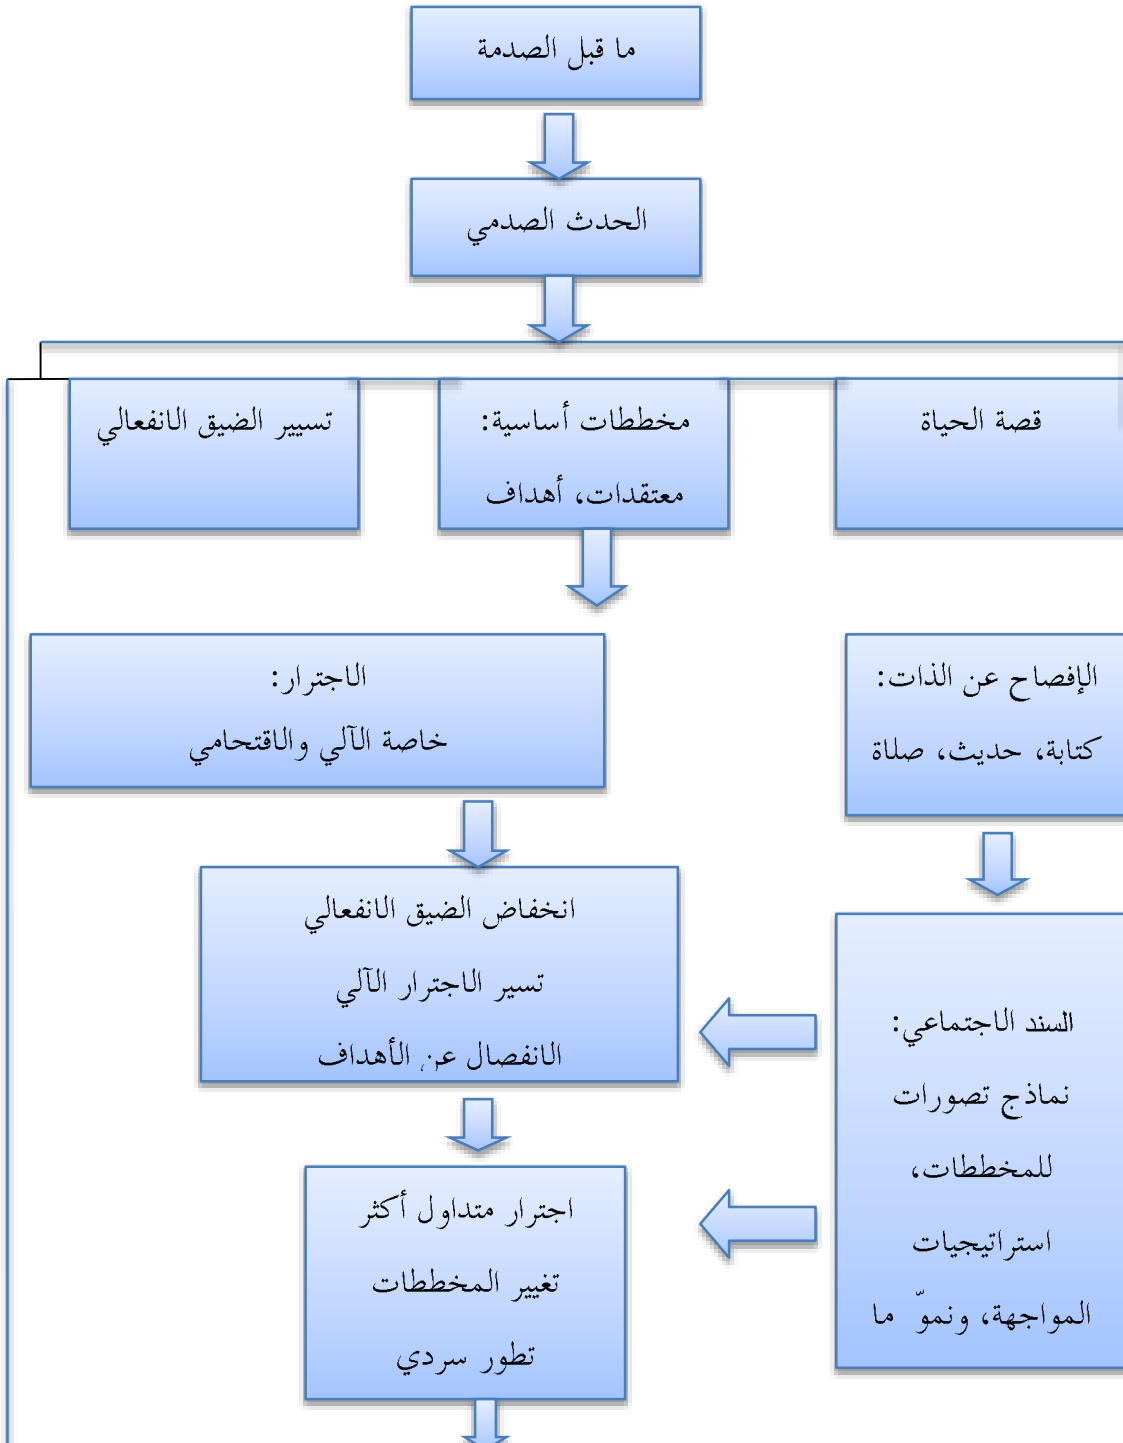 ما قبل الصدمة
الحدث الصدمي
قصة الحياة
مخططات أساسية:
معتقدات، أهداف
تسيير الضيق الانفعالي
الإفصاح عن الذات:
كتابة، حديث، صلاة
الاجترار:
خاصة الآلي والاقتحامي
انخفاض الضيق الانفعالي
تسير الاجترار الآلي
الانفصال عن الأهداف
السند الاجتماعي:
نماذج تصورات
للمخططات،
استراتيجيات
المواجهة، ونموّ ما
اجترار متداول أكثر
تغيير المخططات
تطور سردي